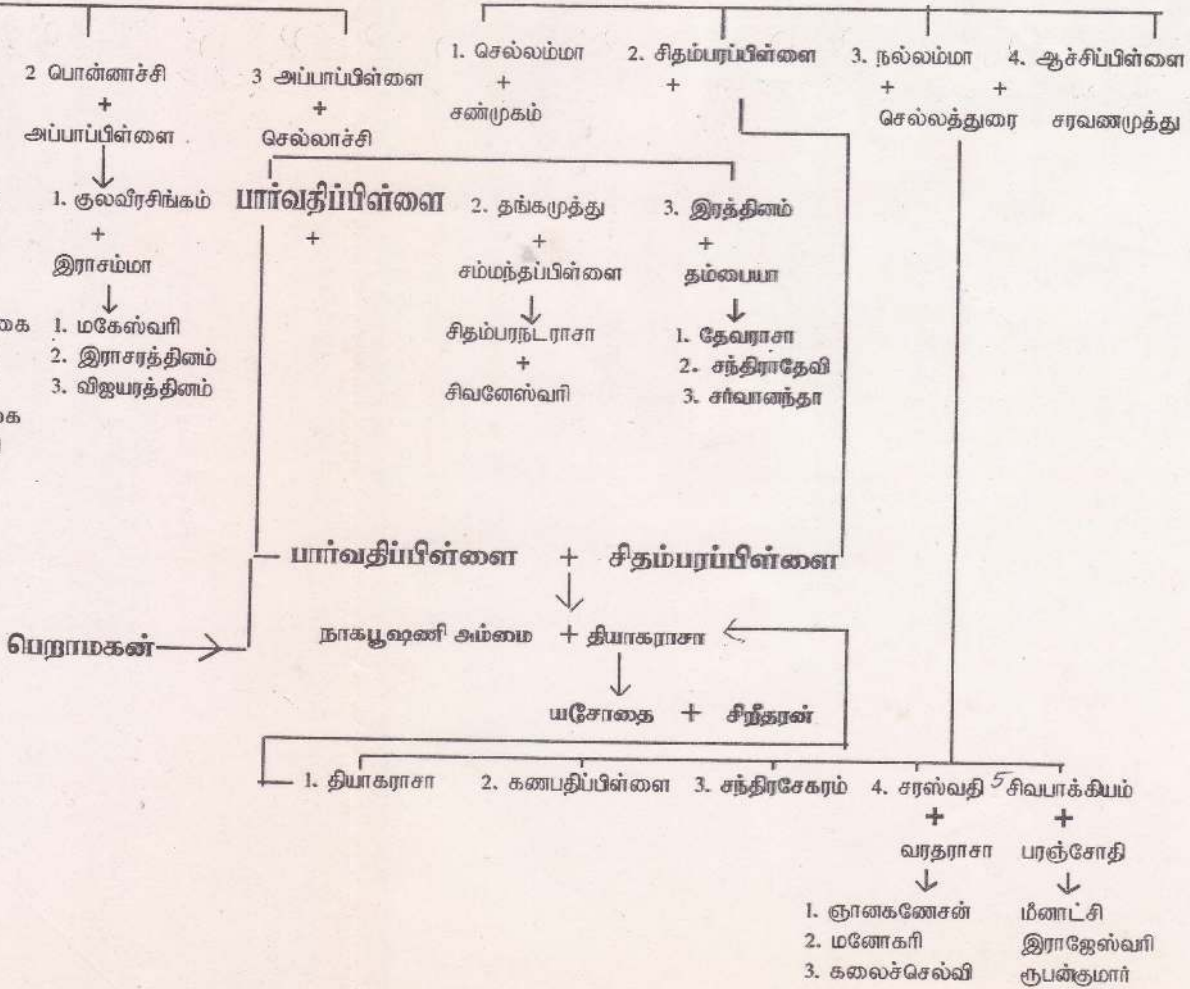 1. செல்லம்மா 2. சிதம்பரப்பிள்ளை 3. நல்லம்மா 4. ஆச்சிப்பிள்ளை
2 பொன்னாச்சி 3 அப்பாப்பிள்ளை
+ + + +
+ +
சண்முகம் செல்லத்துரை சரவணமுத்து
அப்பாப்பிள்ளை செல்லாச்சி
1. குலவீரசிங்கம் பார்வதிப்பிள்ளை 2. தங்கமுத்து 3. இரத்தினம்
+ + + +
இராசம்மா சம்மந்தப்பிள்ளை தம்பையா
கை 1. மகேஸ்வரி சிதம்பரநடராசா 1. தேவராசா
2. இராசரத்தினம் + 2. சந்திராதேவி
3. விஜயரத்தினம் சிவனேஸ்வரி 3. சர்வானந்தா
கை
பார்வதிப்பிள்ளை + சிதம்பரப்பிள்ளை
பெறாமகன் நாகபூஷணி அம்மை + தியாகராசா
யசோதை + சிறீதரன்
1. தியாகராசா 2. கணபதிப்பிள்ளை 3. சந்திரசேகரம் 4. சரஸ்வதி 5 சிவபாக்கியம்
+ +
வரதராசா பரஞ்சோதி
1. ஞானகணேசன் மீனாட்சி
2. மனோகரி இராஜேஸ்வரி
3. கலைச்செல்வி ரூபன்குமார்